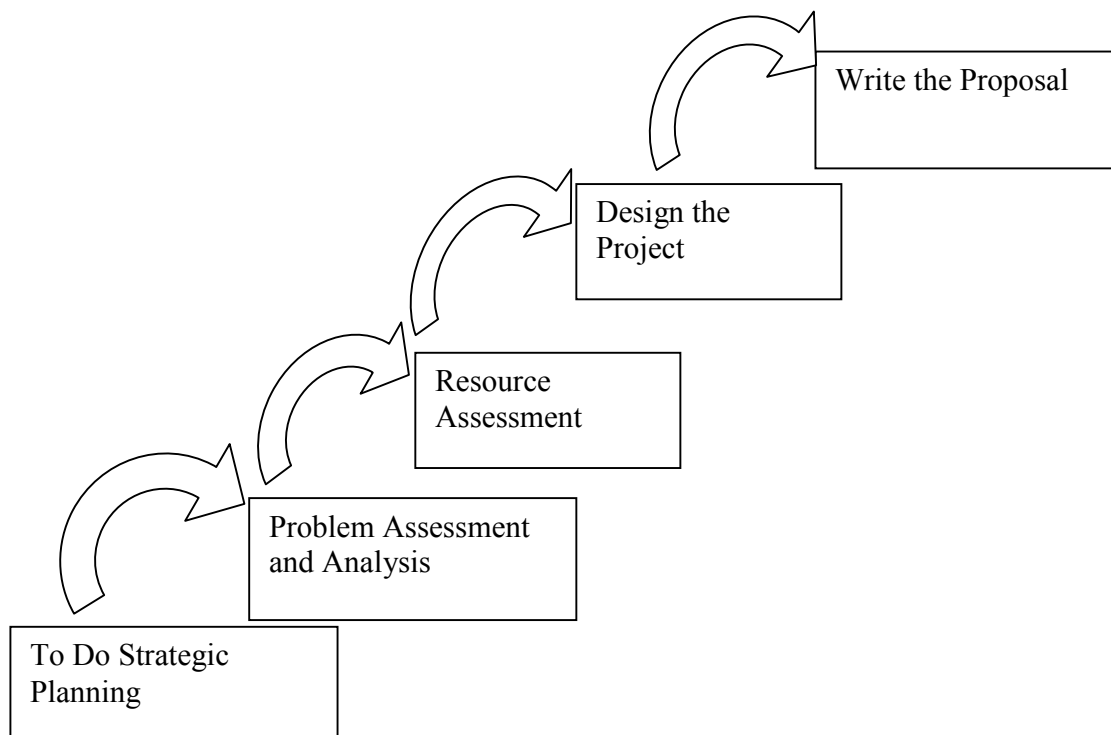 Write the Proposal
Design the
Project
Resource
Assessment
Problem Assessment
and Analysis
To Do Strategic
Planning